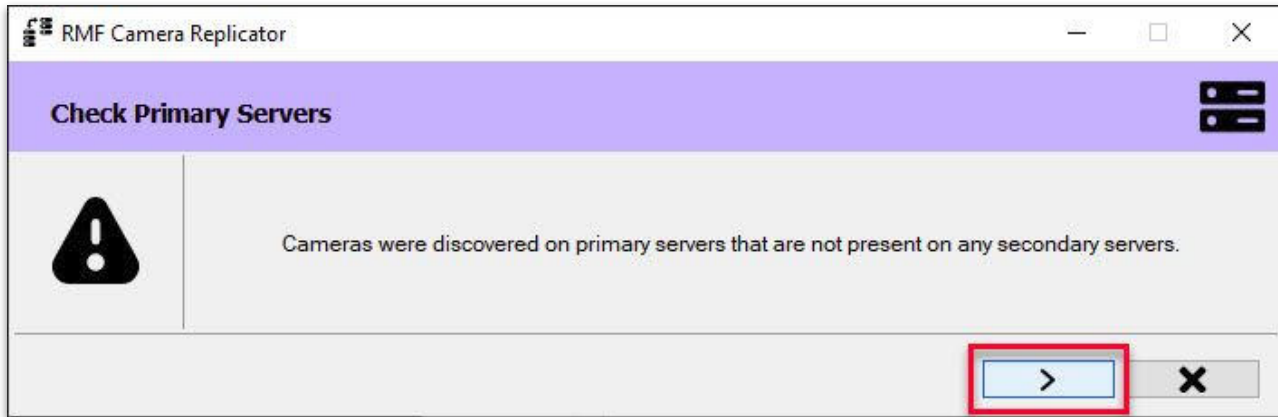 RMF Camera Replicator
Check Primary Servers
Cameras were discovered on primary servers that are not present on any secondary servers.